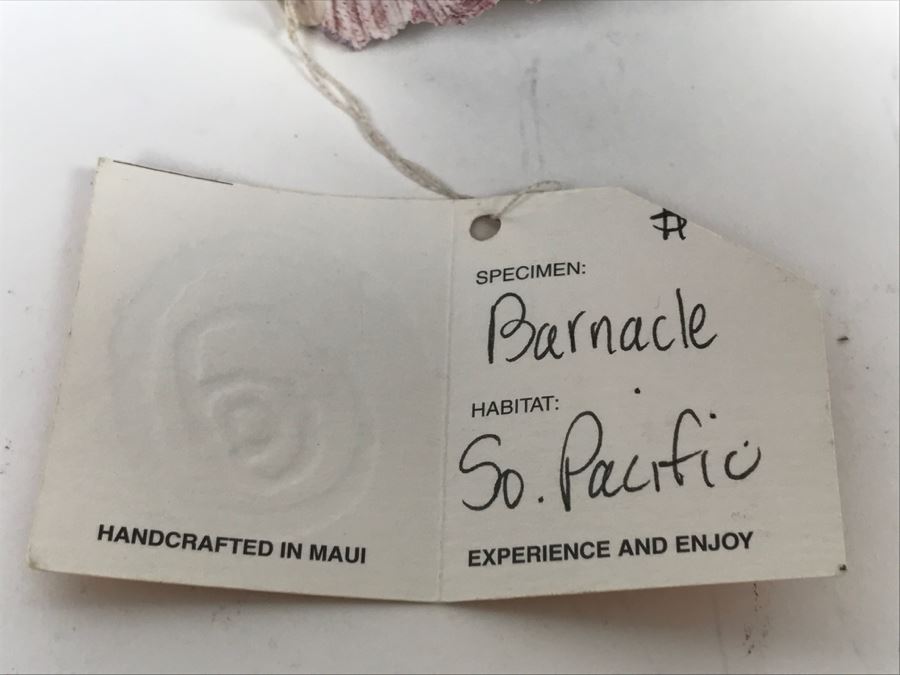 HANDCRAFTED IN MAUI
SPECIMEN:
Barnacle
HABITAT:
So. Pacific
EXPERIENCE AND ENJOY